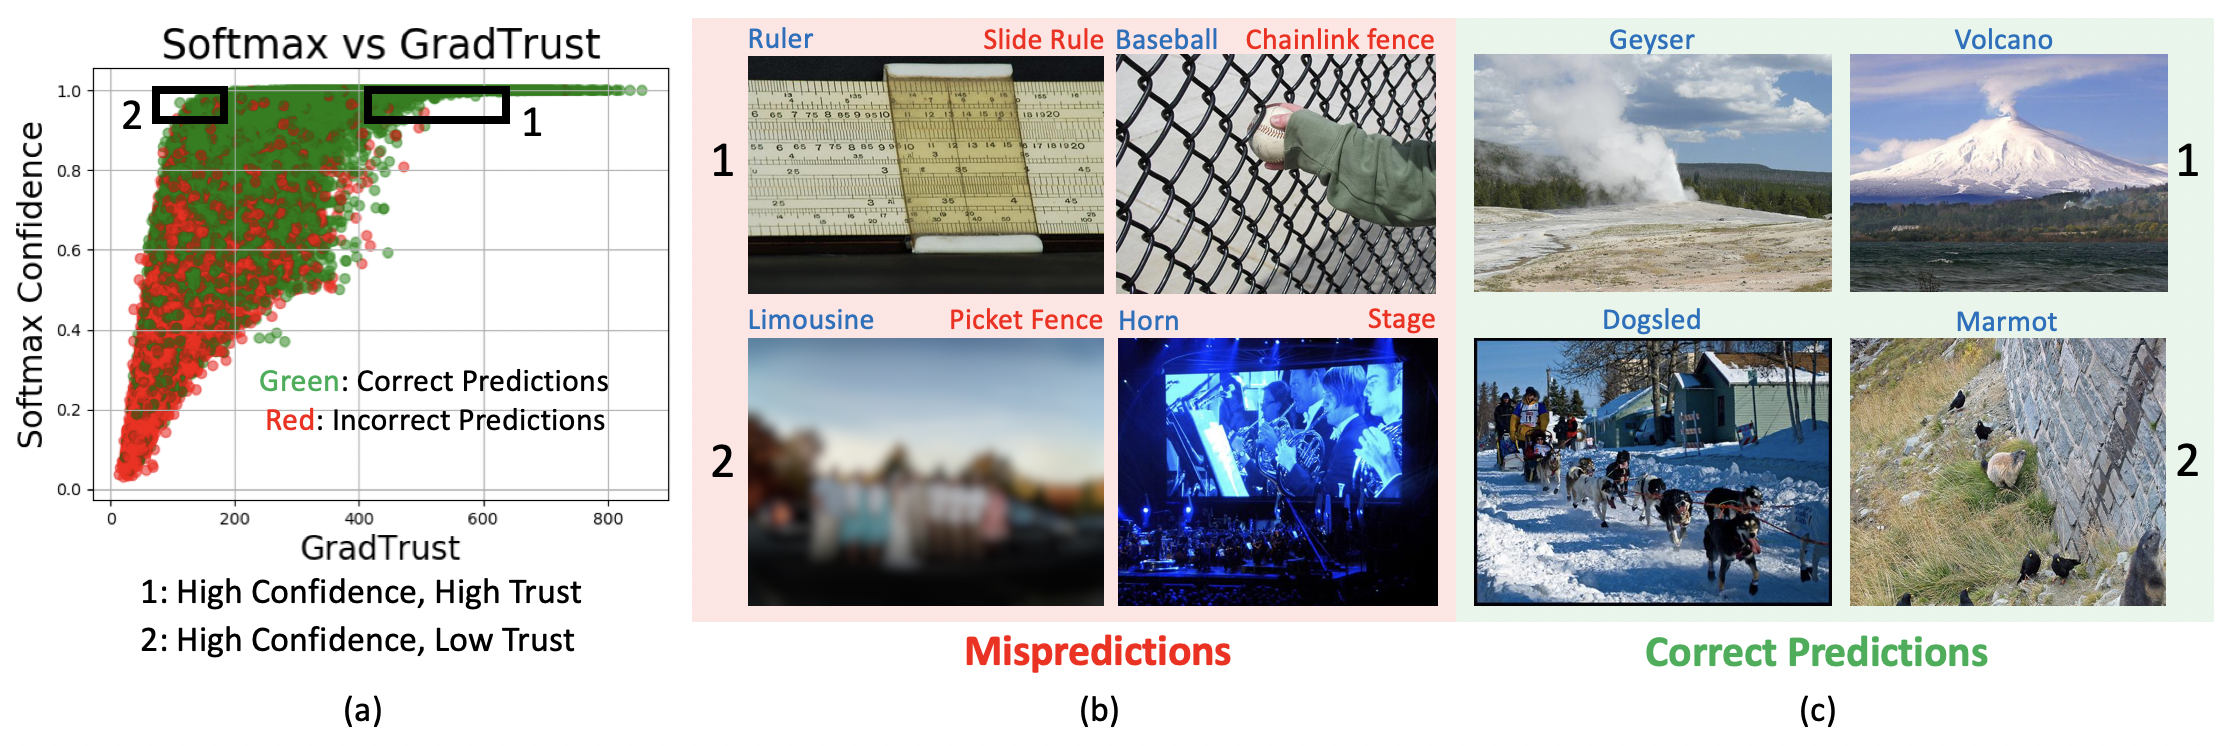 Softmax vs GradTrust
Softmax Confidence
1.0
0.8
0.6
0.4
0.2
0.0
2
1
Green: Correct Predictions
Red: Incorrect Predictions
0 200 400 600 800
GradTrust
1: High Confidence, High Trust
2: High Confidence, Low Trust
(a)
Ruler Slide Rule Baseball Chainlink fence
1
Limousine Picket Fence Horn Stage
2
Mispredictions
(b)
Geyser Volcano
1
Dogsled Marmot
2
Correct Predictions
(c)